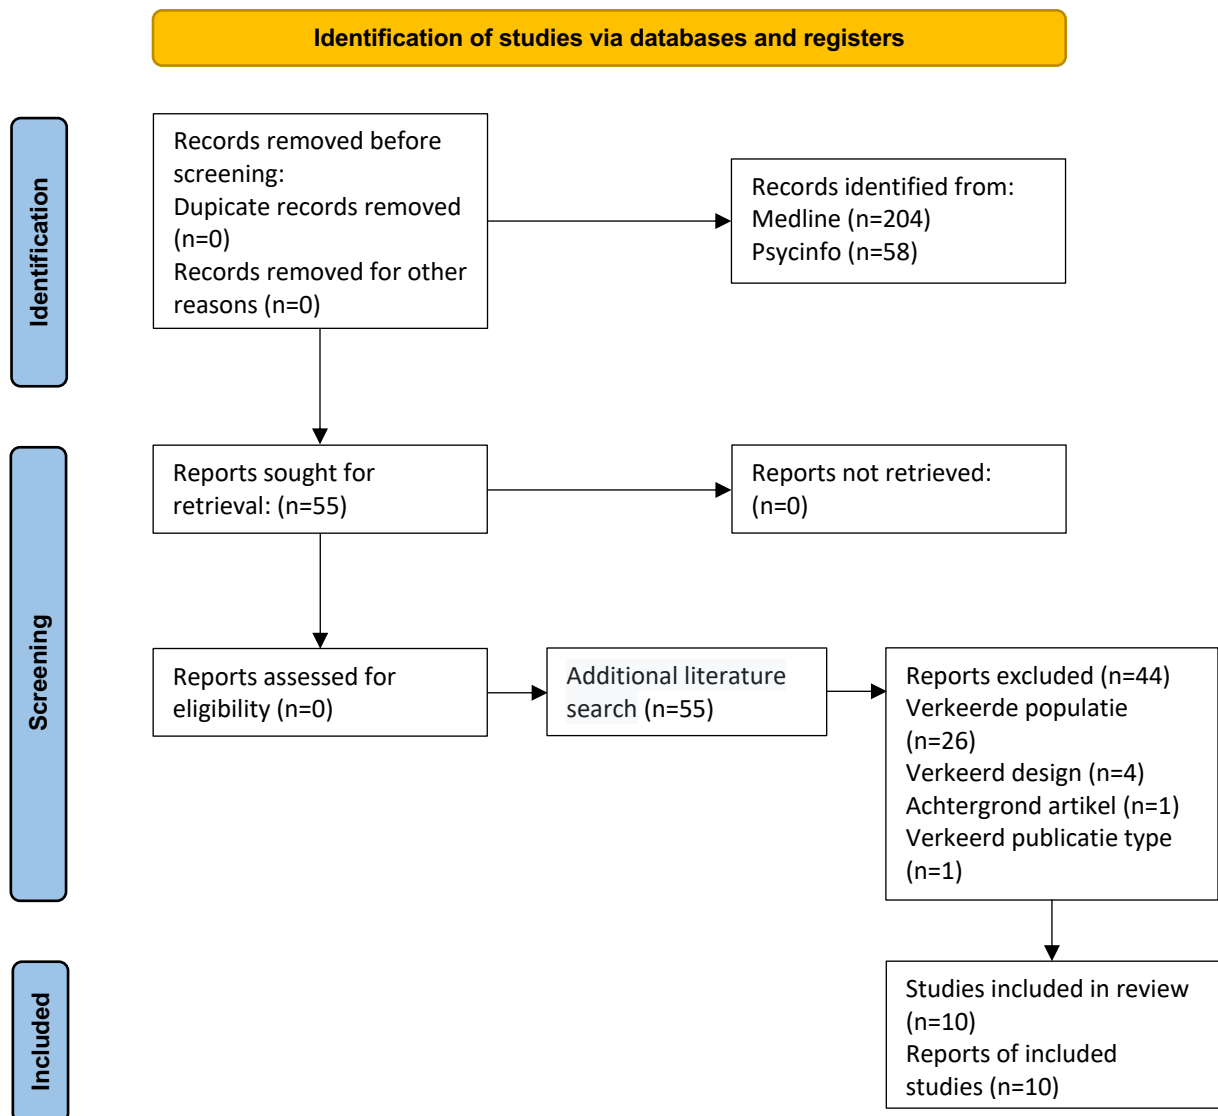 Identification of studies via databases and registers
Identification
Records removed before
screening:
Dupicate records removed
(n=0)
Records removed for other
reasons (n=0)
Records identified from:
Medline (n=204)
Psycinfo (n=58)
Screening
Reports sought for
retrieval: (n=55)
Reports not retrieved:
(n=0)
Reports assessed for
eligibility (n=0)
Additional literature
search (n=55)
Reports excluded (n=44)
Verkeerde populatie
(n=26)
Verkeerd design (n=4)
Achtergrond artikel (n=1)
Verkeerd publicatie type
(n=1)
Included
Studies included in review
(n=10)
Reports of included
studies (n=10)